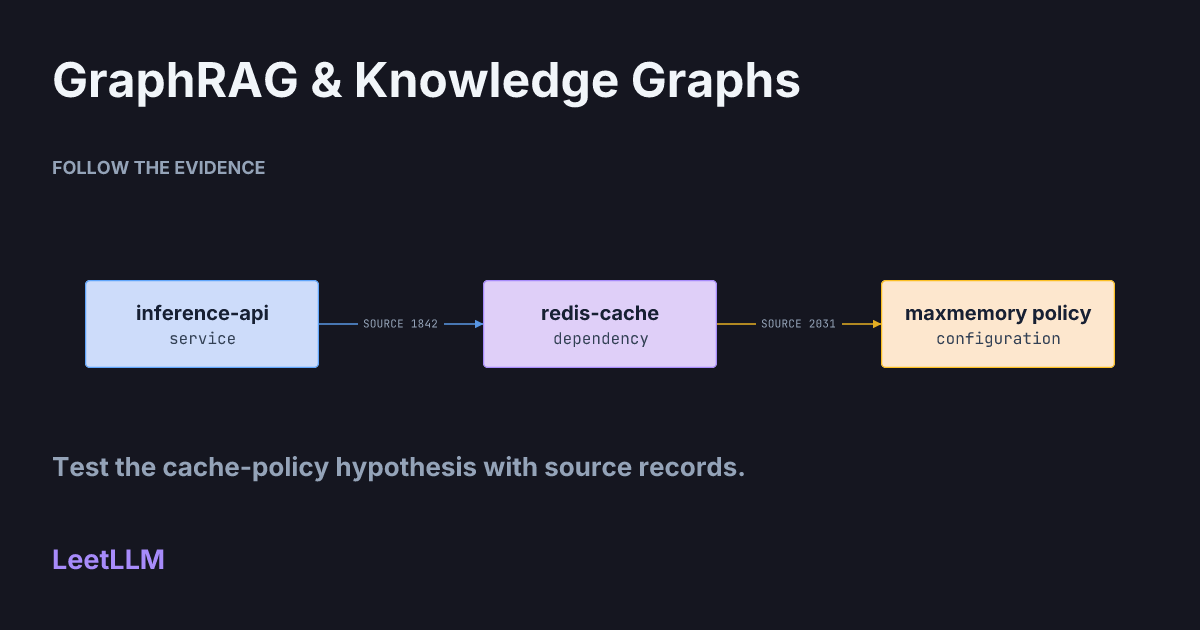 GraphRAG & Knowledge Graphs
FOLLOW THE EVIDENCE
inference-api
service
SOURCE 1842
redis-cache
dependency
SOURCE 2031
maxmemory policy
configuration
Test the cache-policy hypothesis with source records.
LeetLLM